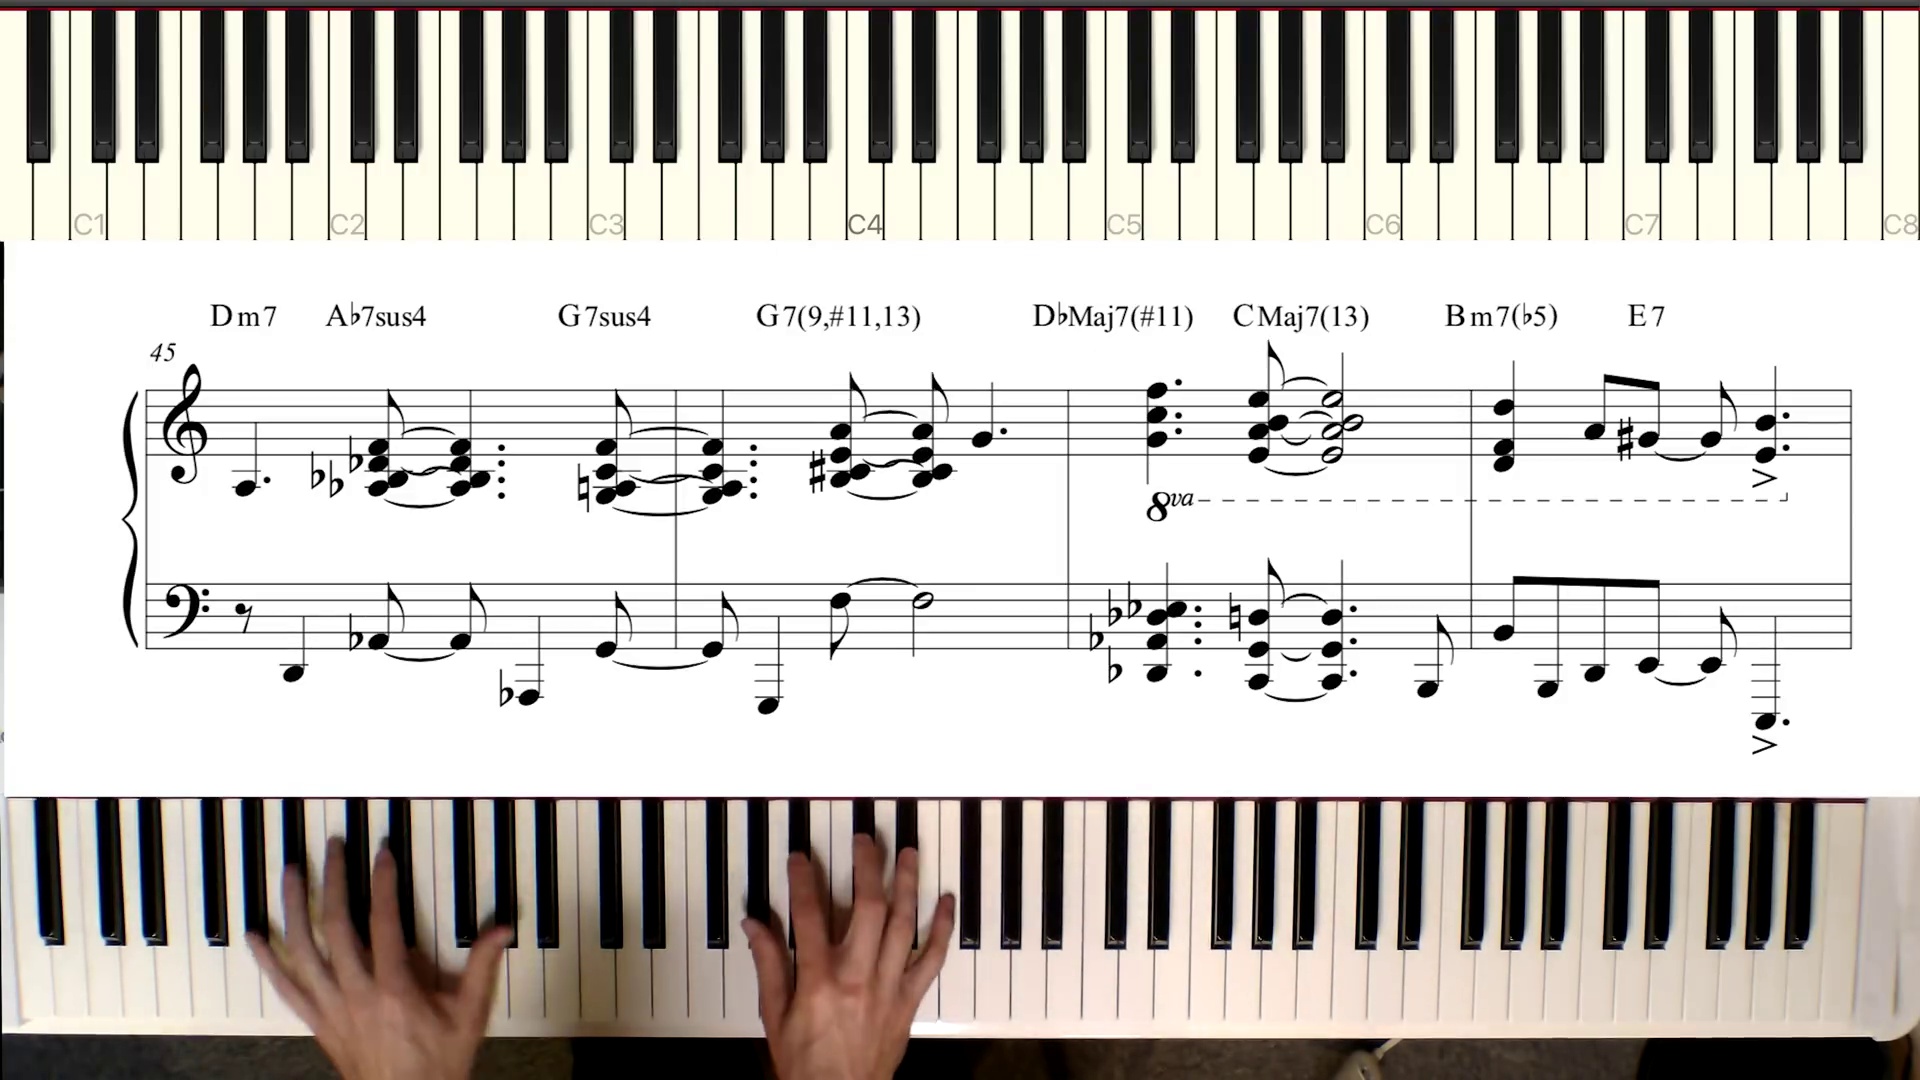 C1 C2 C3 C4 C5 C6 C7 C8
Dm7 A♭7sus4 G7sus4 G7(9,#11,13) D♭Maj7(#11) CMaj7(13) Bm7(♭5) E7
45
8va